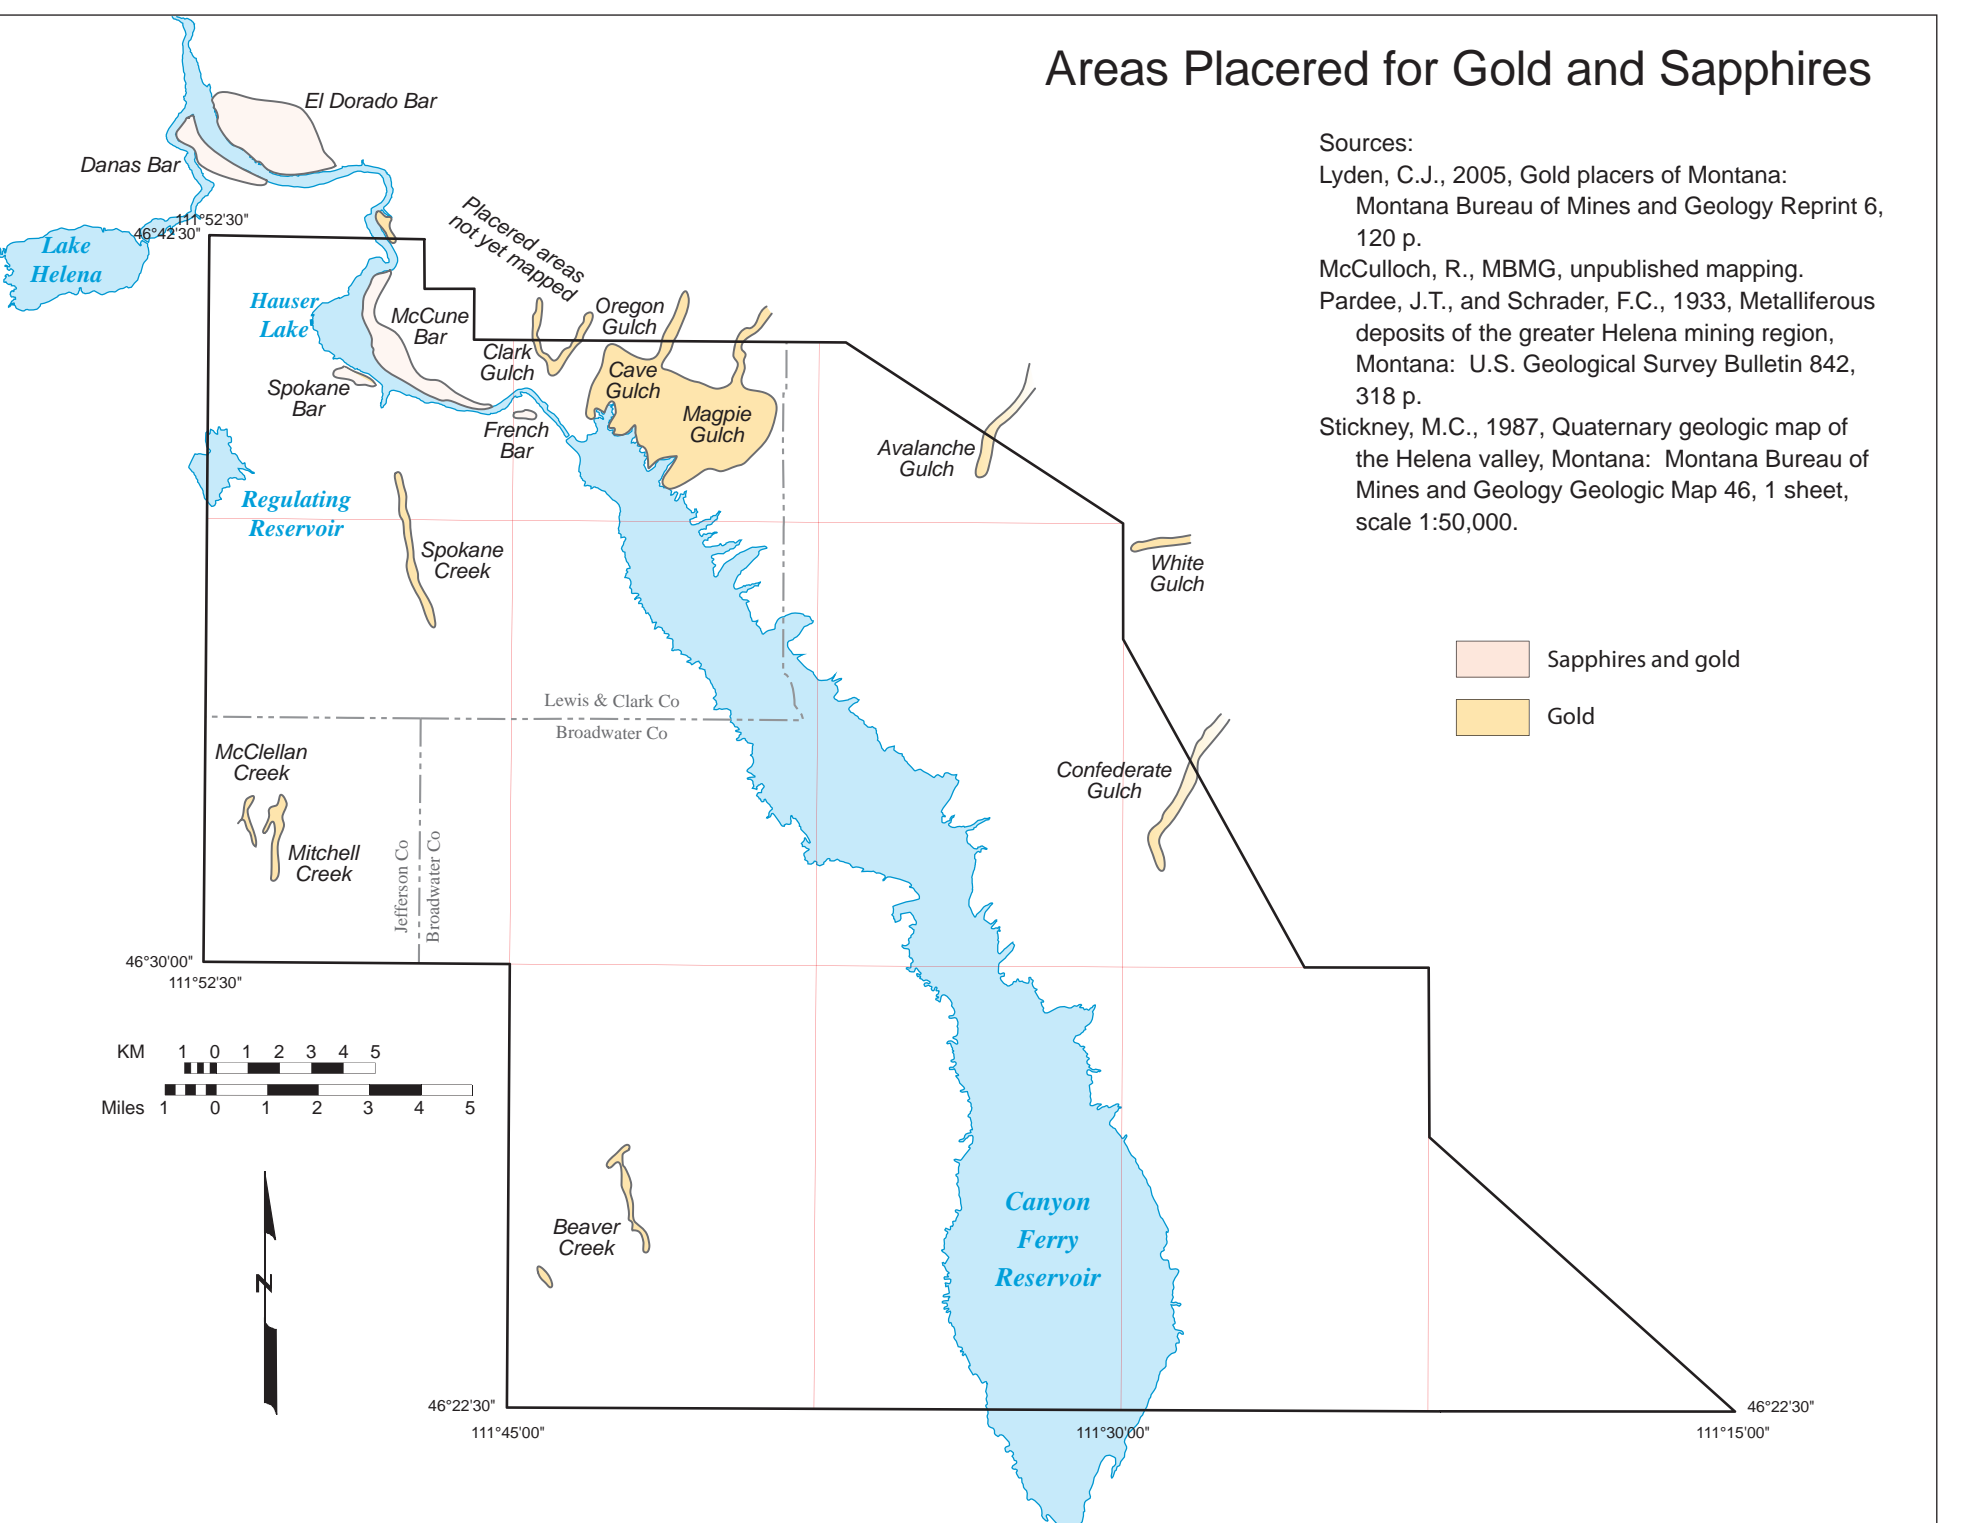 Areas Placered for Gold and Sapphires
El Dorado Bar
Danas Bar
Sources:
Lyden, C.J., 2005, Gold placers of Montana:
Montana Bureau of Mines and Geology Reprint 6,
120 p.
McCulloch, R., MBMG, unpublished mapping.
Pardee, J.T., and Schrader, F.C., 1933, Metalliferous
deposits of the greater Helena mining region,
Montana:  U.S. Geological Survey Bulletin 842,
318 p.
Stickney, M.C., 1987, Quaternary geologic map of
the Helena valley, Montana:  Montana Bureau of
Mines and Geology Geologic Map 46, 1 sheet,
scale 1:50,000.
111°52'30"
46°42'30"
Lake
Helena
Placered areas
not yet mapped
Hauser
Lake
McCune
Bar
Oregon
Gulch
Clark
Gulch
Cave
Gulch
Spokane
Bar
Magpie
Gulch
French
Bar
Avalanche
Gulch
Regulating
Reservoir
Spokane
Creek
White
Gulch
Sapphires and gold
Gold
Lewis & Clark Co
Broadwater Co
McClellan
Creek
Confederate
Gulch
Mitchell
Creek
Jefferson Co
Broadwater Co
46°30'00"
111°52'30"
KM 1 0 1 2 3 4 5
Miles 1 0 1 2 3 4 5
N
Beaver
Creek
Canyon
Ferry
Reservoir
46°22'30"
46°22'30"
111°45'00"
111°30'00"
111°15'00"